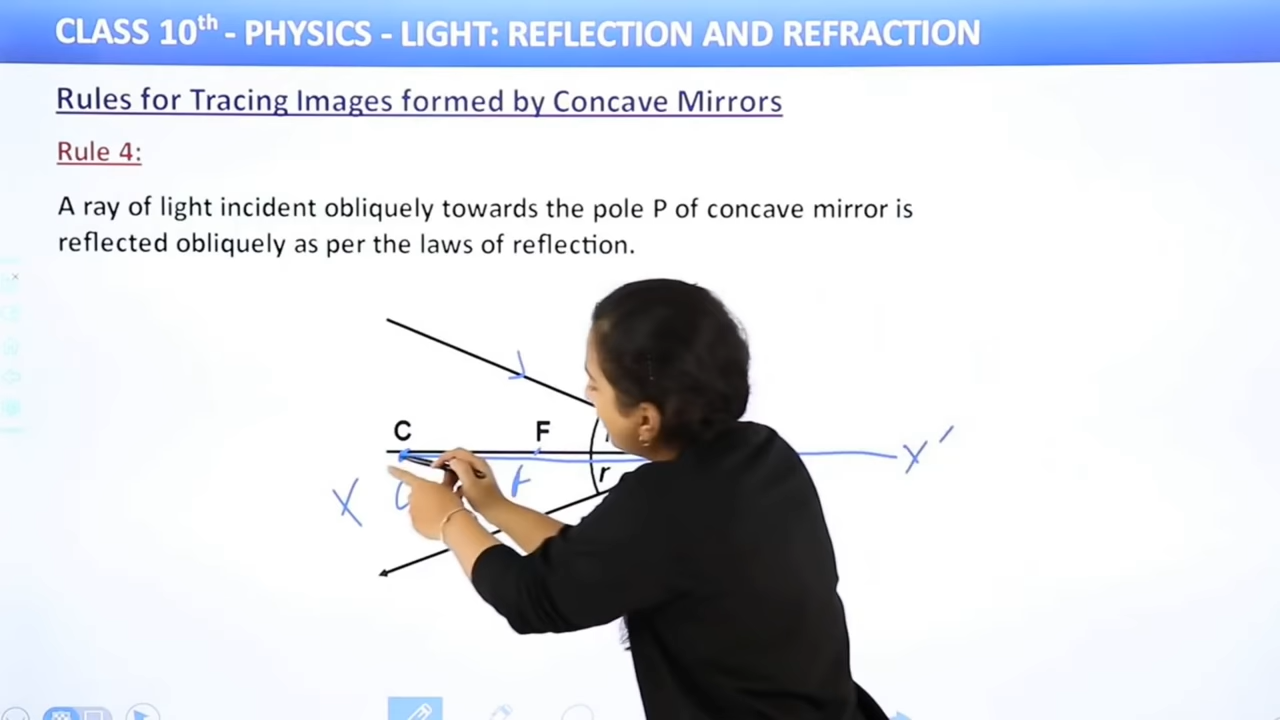 CLASS 10th - PHYSICS - LIGHT: REFLECTION AND REFRACTION
Rules for Tracing Images formed by Concave Mirrors
Rule 4:
A ray of light incident obliquely towards the pole P of concave mirror is
reflected obliquely as per the laws of reflection.
C F
X'
r
X F